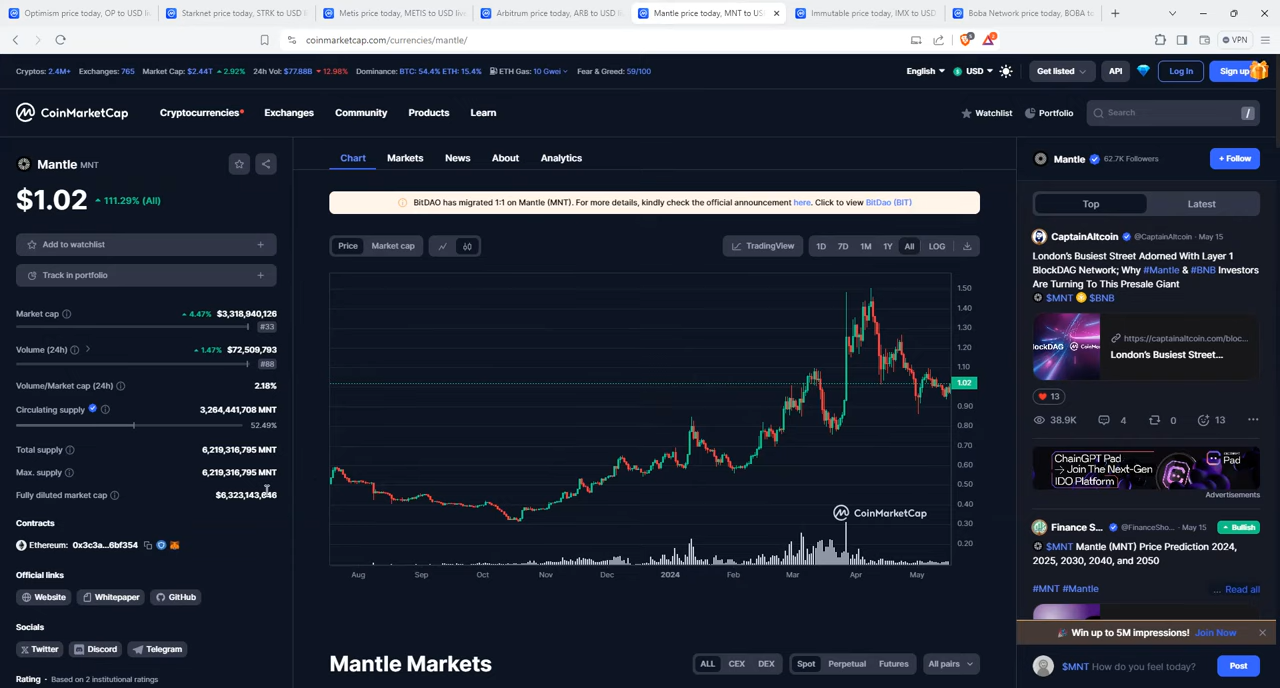 Optimism price today, OP to USD li
Starknet price today, STRK to USD l
Metis price today, METIS to USD live
Arbitrum price today, ARB to USD li
Mantle price today, MNT to US
Immutable price today, IMX to USD
Boba Network price today, BOBA to
coinmarketcap.com/currencies/mantle/
VPN
Cryptos: 2.4M+ Exchanges: 765 Market Cap: $2.44T 2.92% 24h Vol: $77.88B 12.98% Dominance: BTC: 54.4% ETH: 15.4% ETH Gas: 10 Gwei Fear & Greed: 59/100
English USD Get listed API Log In Sign up
CoinMarketCap Cryptocurrencies Exchanges Community Products Learn
Watchlist Portfolio Search /
Mantle MNT
$1.02 111.29% (All)
Add to watchlist +
Track in portfolio +
Market cap 4.47% $3,318,940,126
#33
Volume (24h) 1.47% $72,509,793
#88
Volume/Market cap (24h) 2.18%
Circulating supply 3,264,441,708 MNT
52.49%
Total supply 6,219,316,795 MNT
Max. supply 6,219,316,795 MNT
Fully diluted market cap $6,323,143,646
Contracts
Ethereum: 0x3c3a...6bf354
Official links
Website Whitepaper GitHub
Socials
Twitter Discord Telegram
Rating · Based on 2 institutional ratings
Chart Markets News About Analytics
BitDAO has migrated 1:1 on Mantle (MNT). For more details, kindly check the official announcement here. Click to view BitDao (BIT)
Price Market cap TradingView 1D 7D 1M 1Y All LOG
1.50
1.40
1.30
1.20
1.10
1.02
0.90
0.80
0.70
0.60
0.50
0.40
0.30
0.20
CoinMarketCap
Aug Sep Oct Nov Dec 2024 Feb Mar Apr May
Mantle Markets
ALL CEX DEX Spot Perpetual Futures All pairs
Mantle 62.7K Followers + Follow
Top Latest
CaptainAltcoin @CaptainAltcoin · May 15
London's Busiest Street Adorned With Layer 1
BlockDAG Network; Why #Mantle & #BNB Investors
Are Turning To This Presale Giant
$MNT $BNB
https://captainaltcoin.com/bloc...
London's Busiest Street...
13
38.9K 4 0 13 ...
ChainGPT Pad
→ Join The Next-Gen
IDO Platform
Advertisements
Finance S... @FinanceSho... · May 15 Bullish
$MNT Mantle (MNT) Price Prediction 2024,
2025, 2030, 2040, and 2050
#MNT #Mantle ... Read all
Win up to 5M impressions! Join Now
$MNT How do you feel today? Post